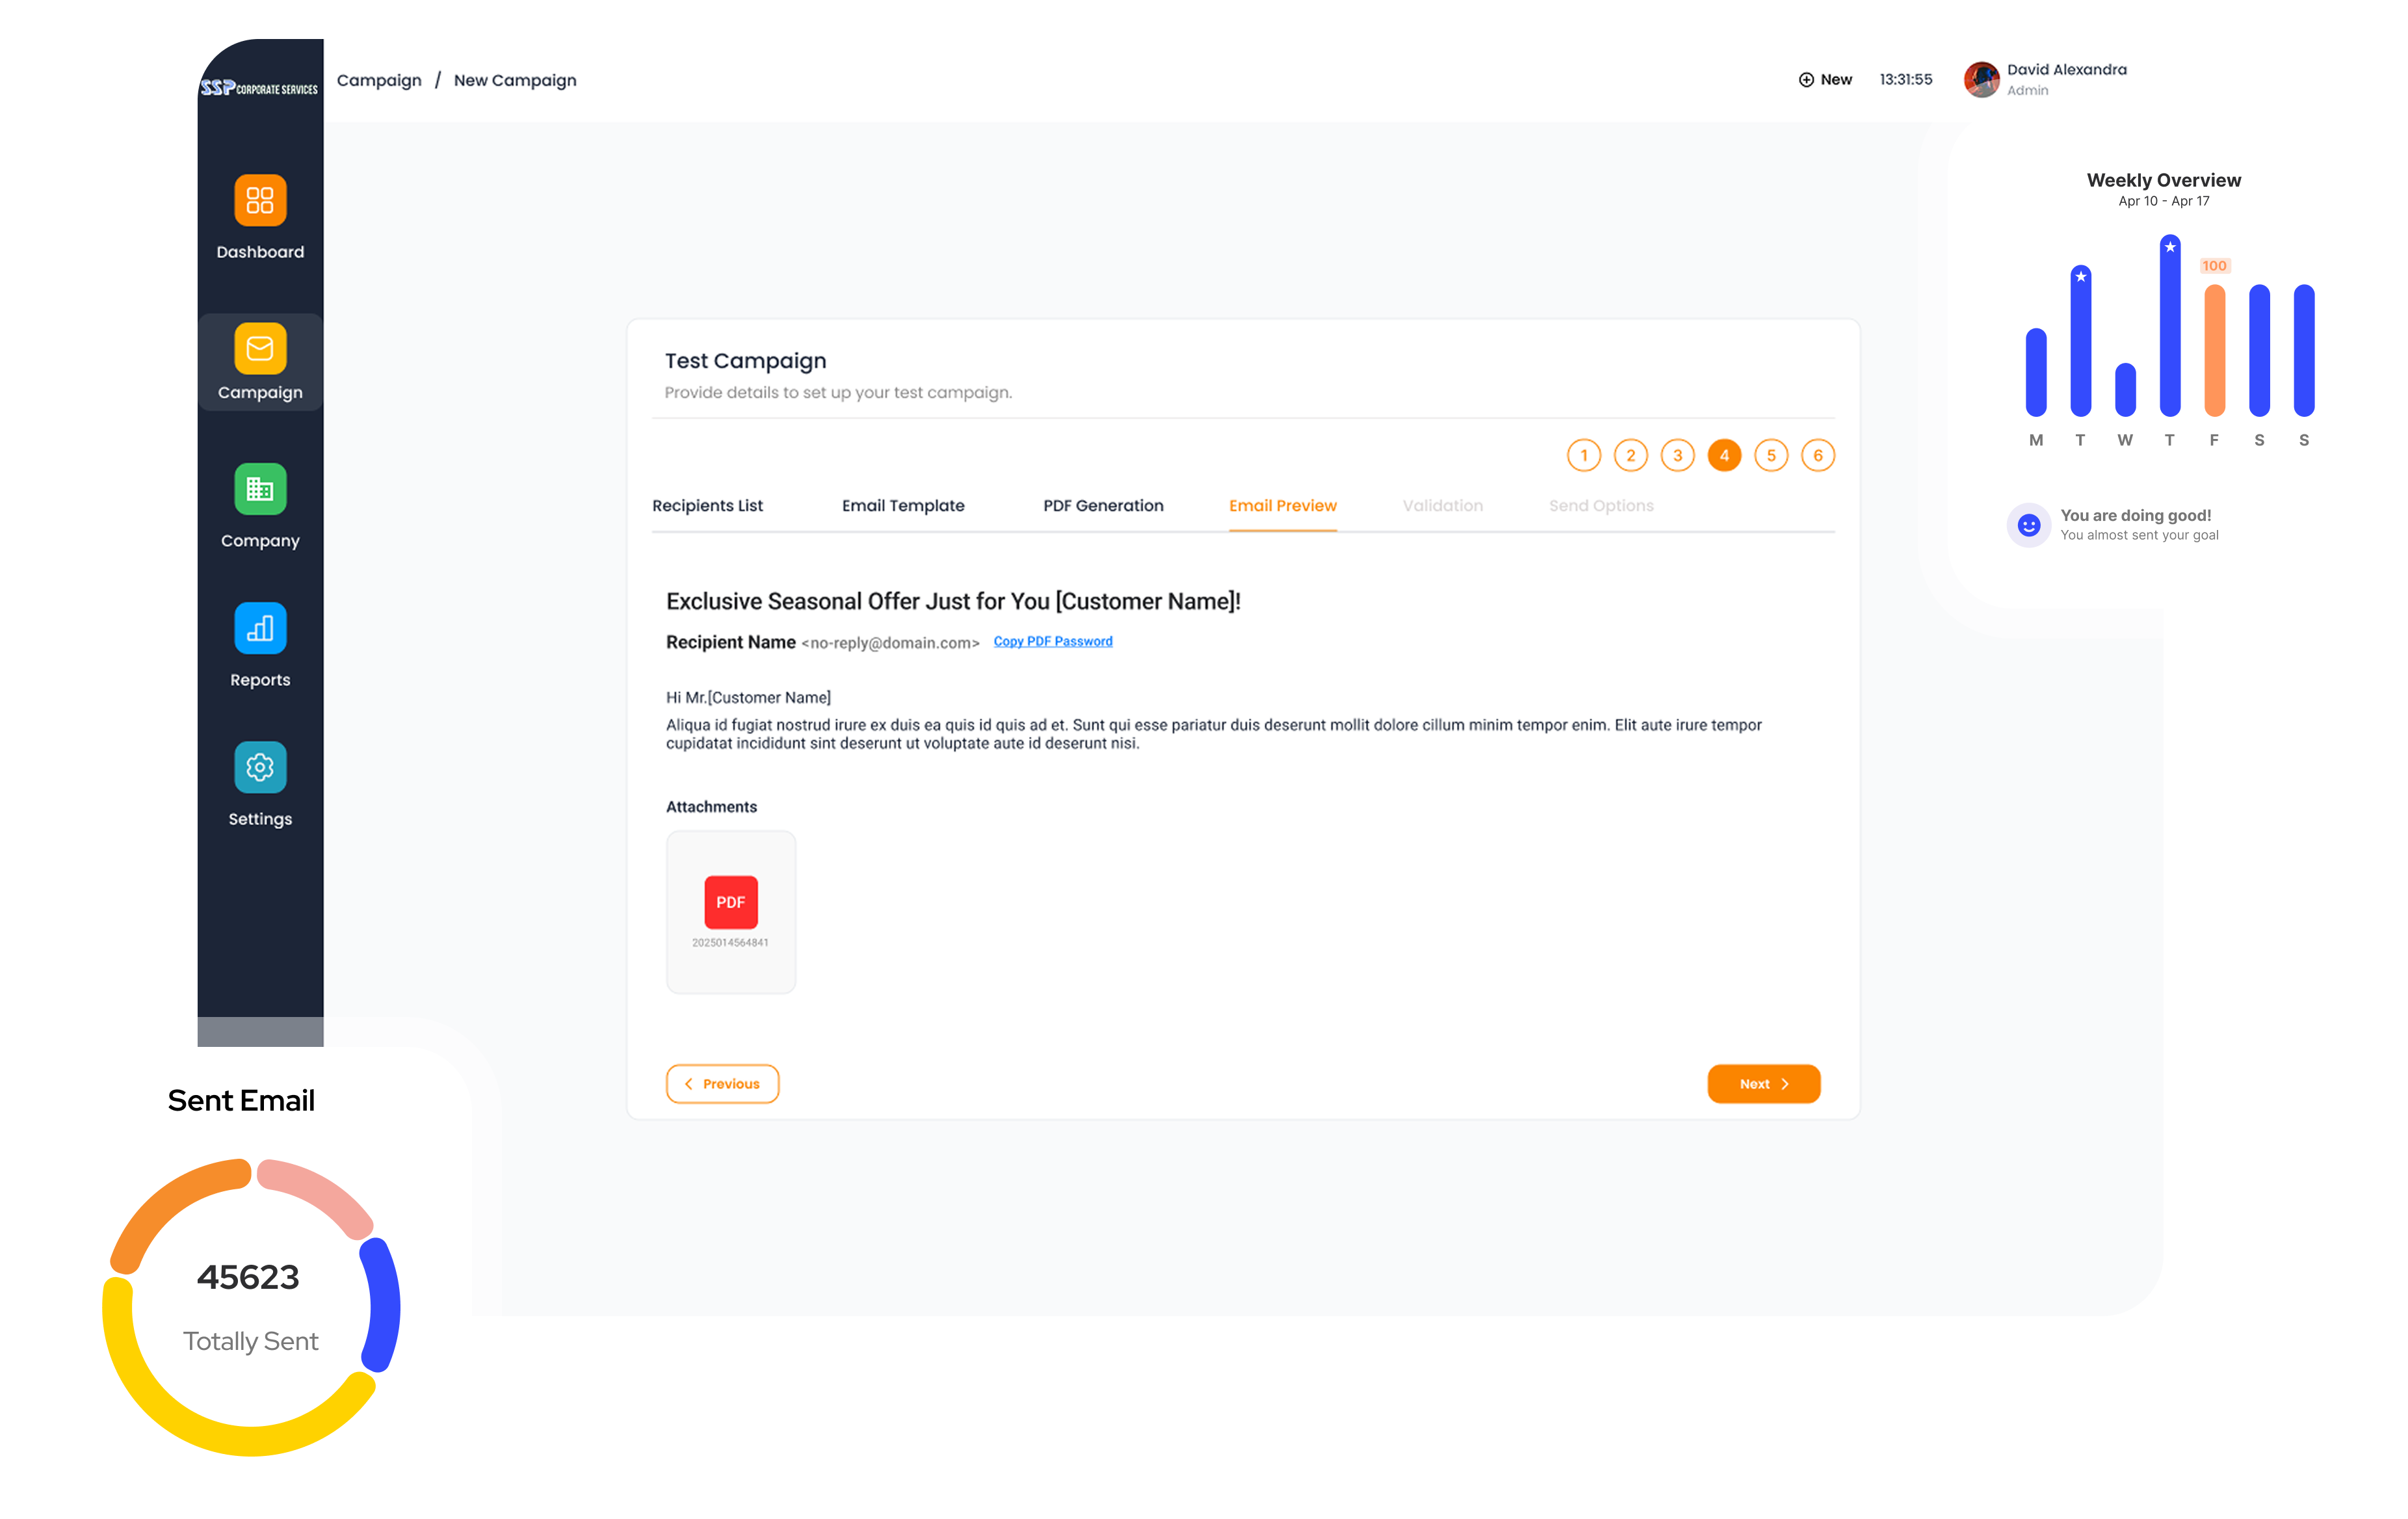 SSP CORPORATE SERVICES
Campaign / New Campaign
New
13:31:55
David Alexandra
Admin
Dashboard
Campaign
Company
Reports
Settings
Weekly Overview
Apr 10 - Apr 17
100
M T W T F S S
You are doing good!
You almost sent your goal
Test Campaign
Provide details to set up your test campaign.
1 2 3 4 5 6
Recipients List
Email Template
PDF Generation
Email Preview
Validation
Send Options
Exclusive Seasonal Offer Just for You [Customer Name]!
Recipient Name <no-reply@domain.com> Copy PDF Password
Hi Mr.[Customer Name]
Aliqua id fugiat nostrud irure ex duis ea quis id quis ad et. Sunt qui esse pariatur duis deserunt mollit dolore cillum minim tempor enim. Elit aute irure tempor
cupidatat incididunt sint deserunt ut voluptate aute id deserunt nisi.
Attachments
PDF
2025014564841
Previous
Next
Sent Email
45623
Totally Sent